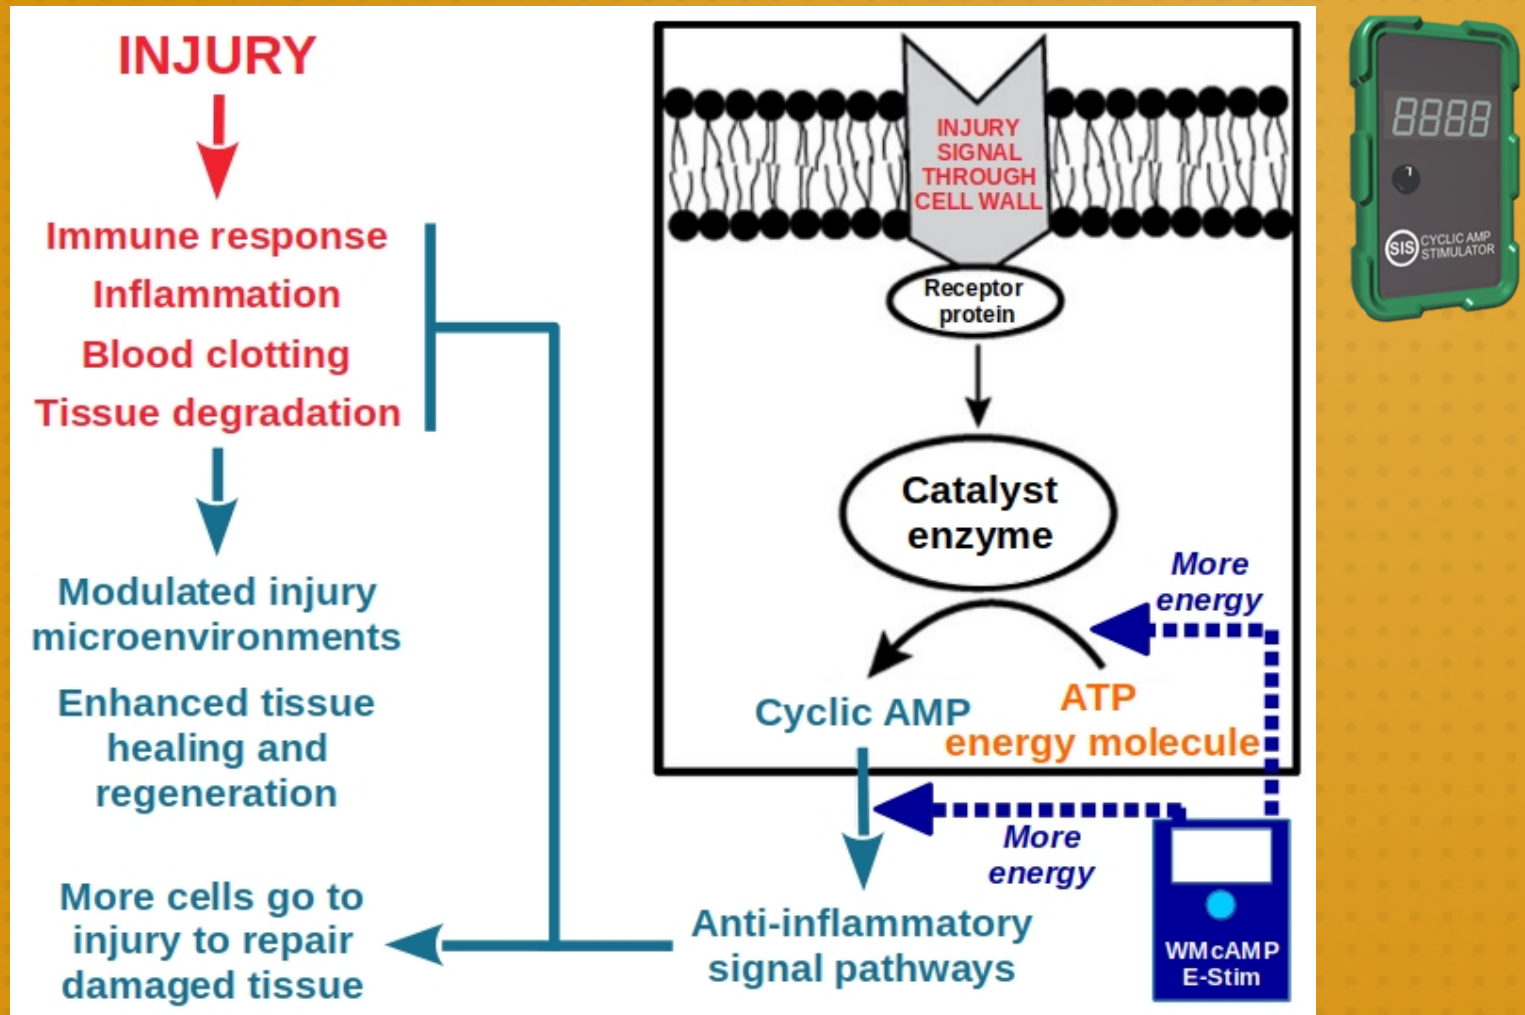 INJURY
Immune response
Inflammation
Blood clotting
Tissue degradation
Modulated injury
microenvironments
Enhanced tissue
healing and
regeneration
More cells go to
injury to repair
damaged tissue
INJURY
SIGNAL
THROUGH
CELL WALL
Receptor
protein
Catalyst
enzyme
More
energy
Cyclic AMP
ATP
energy molecule
More
energy
Anti-inflammatory
signal pathways
WMcAMP
E-Stim
8888
SIS
CYCLIC AMP
STIMULATOR